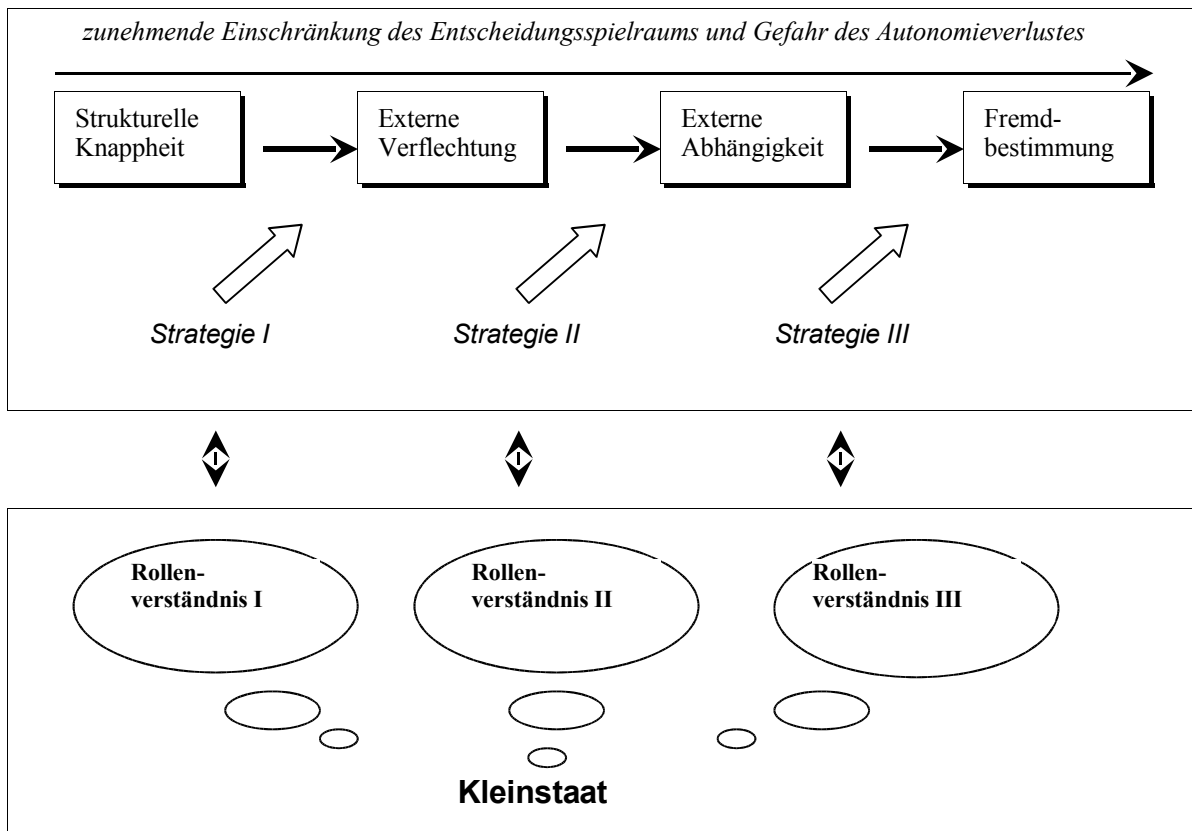 zunehmende Einschränkung des Entscheidungsspielraums und Gefahr des Autonomieverlustes
Strukturelle
Knappheit
Externe
Verflechtung
Externe
Abhängigkeit
Fremd-
bestimmung
Strategie I
Strategie II
Strategie III
Rollen-
verständnis I
Rollen-
verständnis II
Rollen-
verständnis III
Kleinstaat